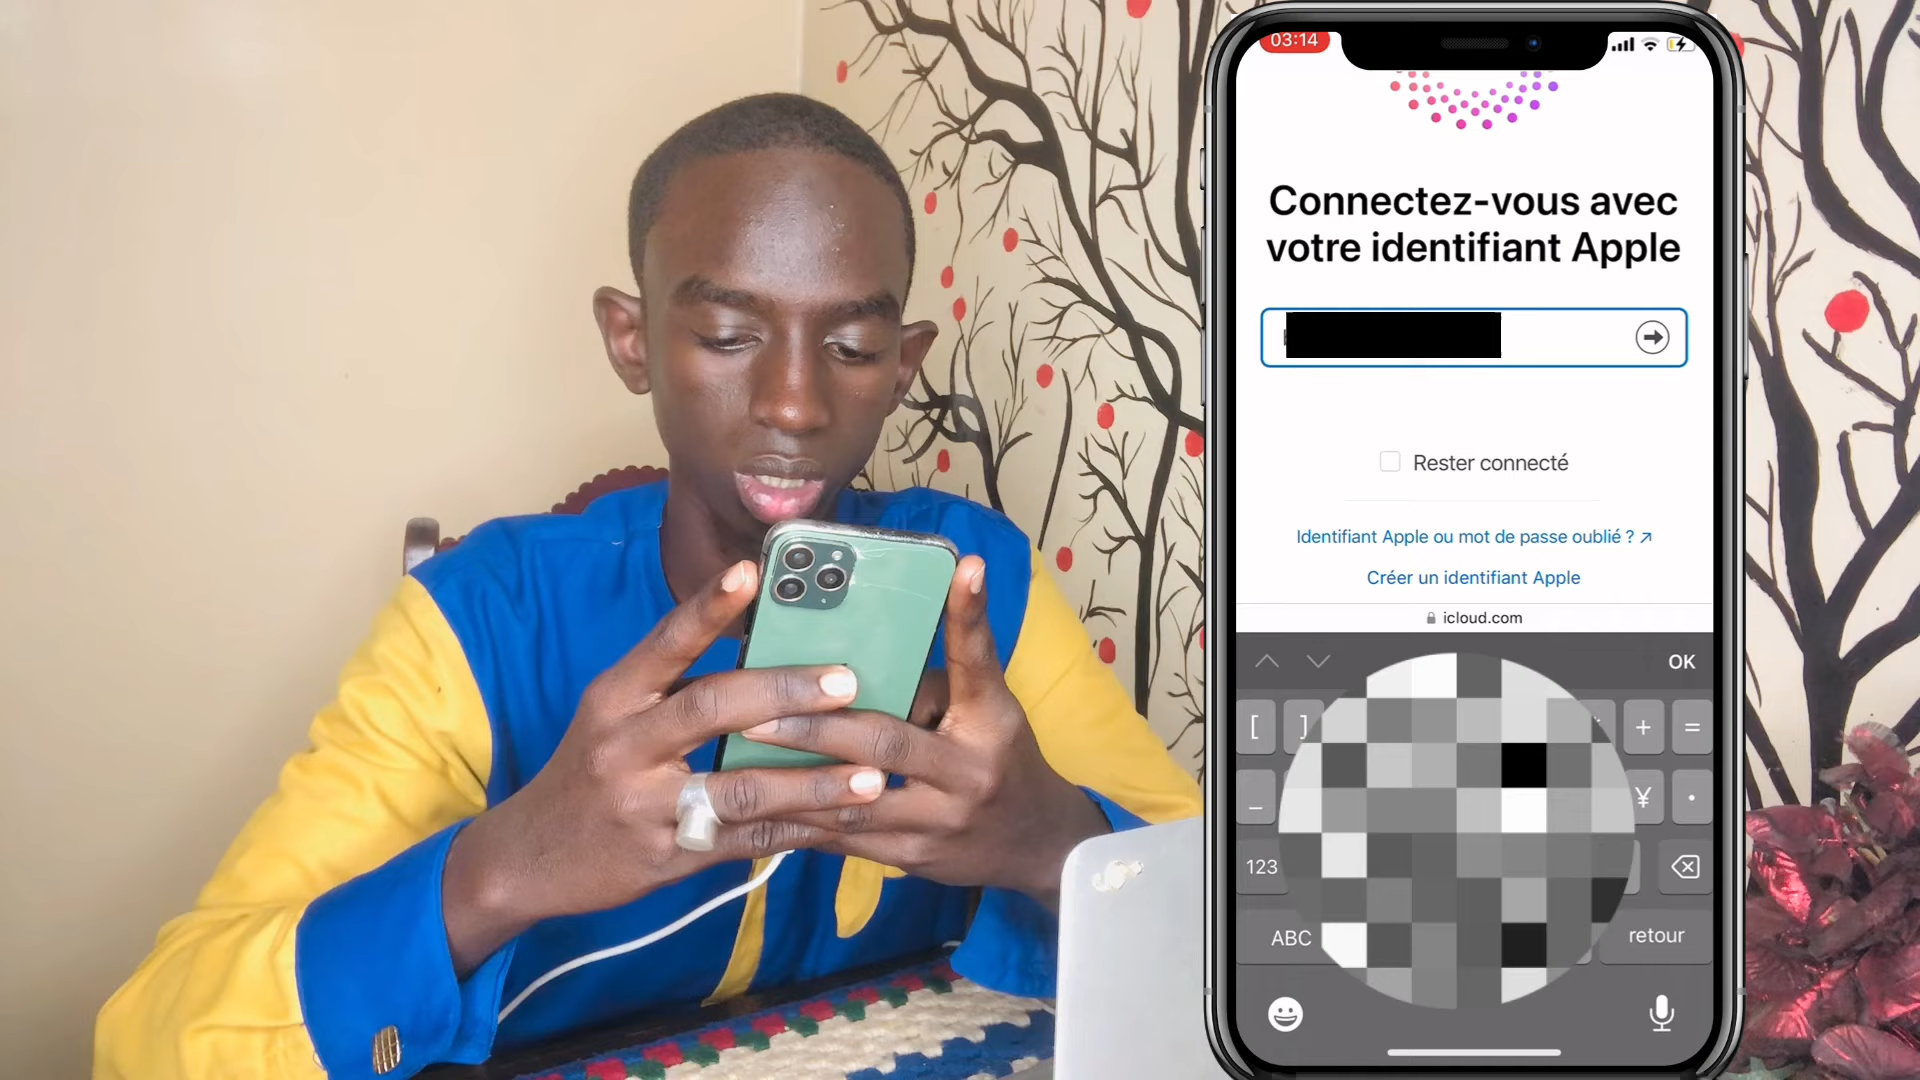 03:14
Connectez-vous avec
votre identifiant Apple
Rester connecté
Identifiant Apple ou mot de passe oublié ? ↗
Créer un identifiant Apple
icloud.com
OK
[ ] + =
_ ¥ •
123
ABC retour